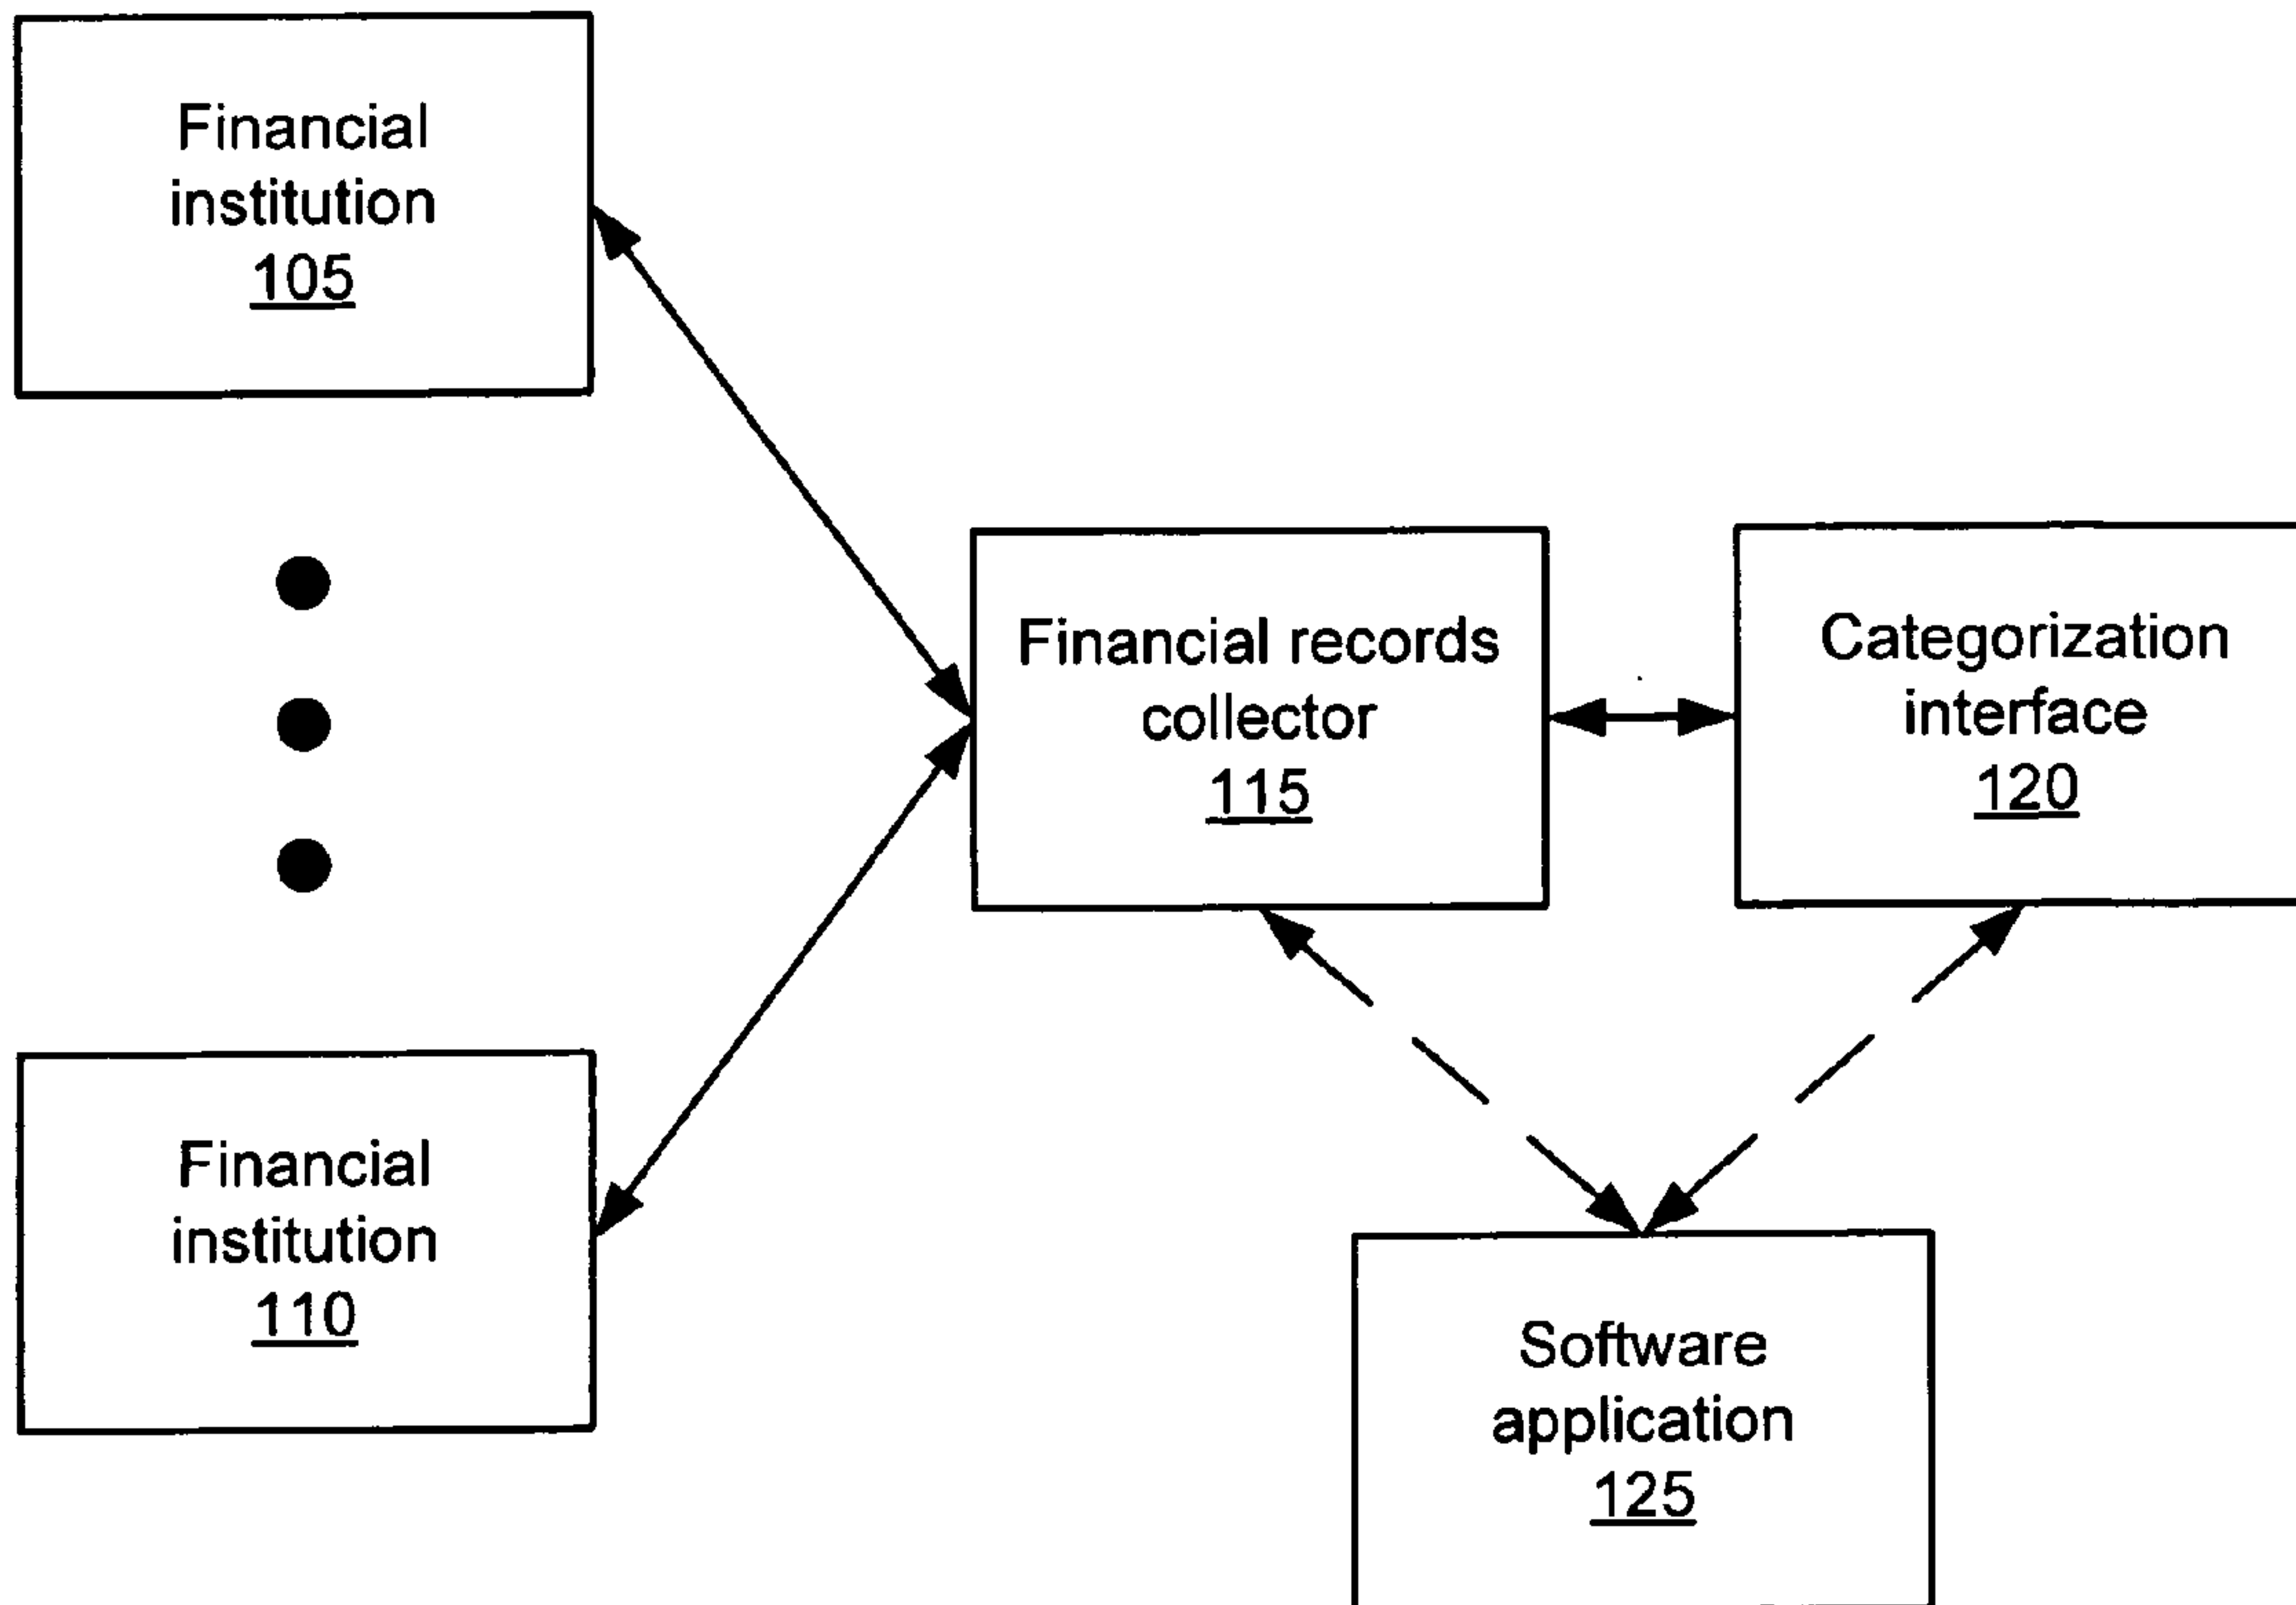 Financial
institution
105
Financial records
collector
115
Categorization
interface
120
Financial
institution
110
Software
application
125